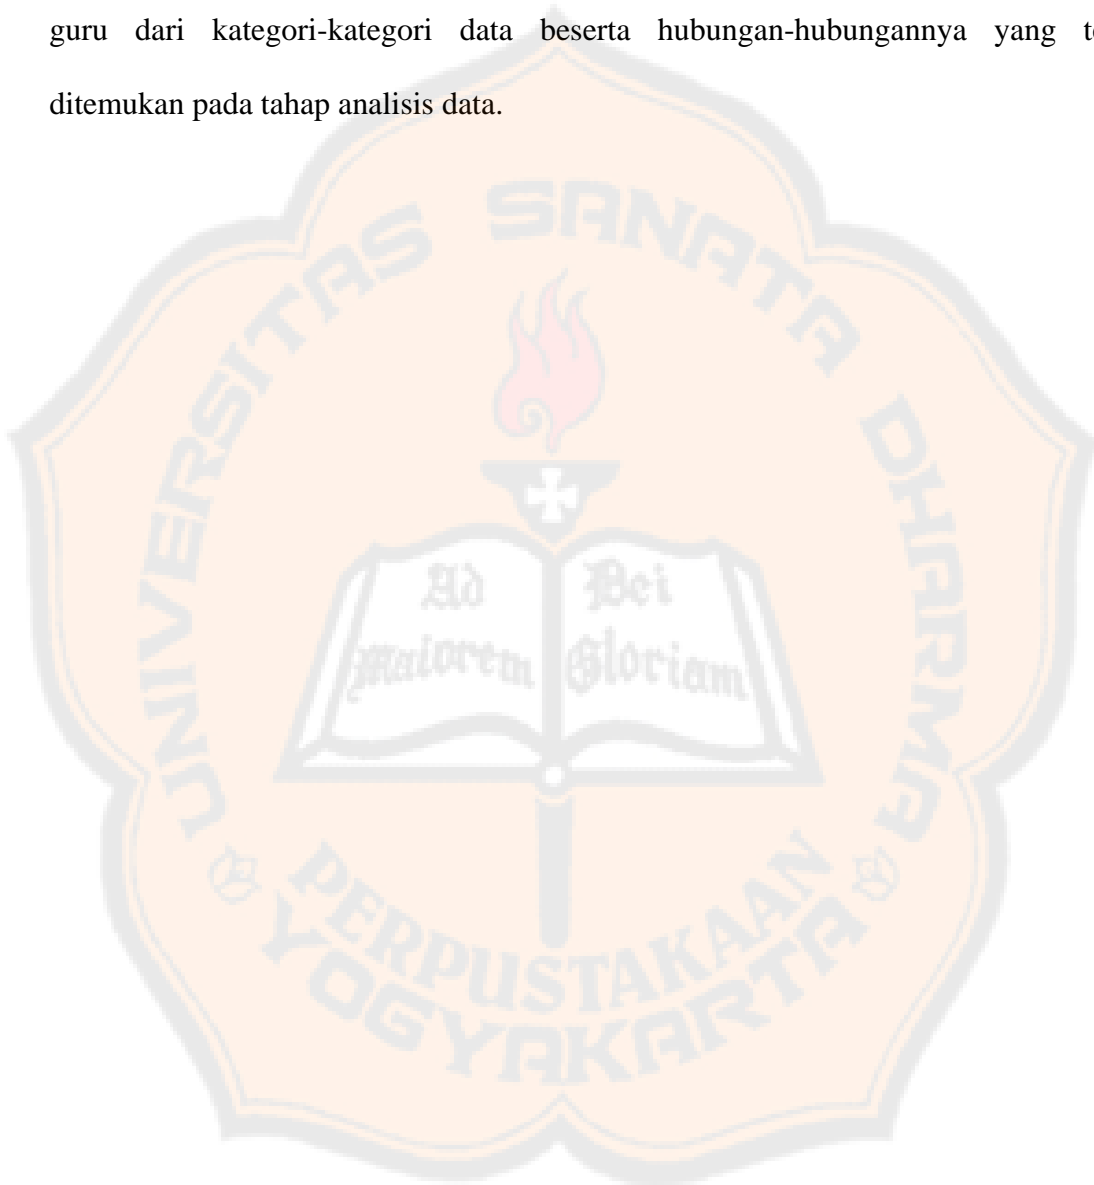 guru dari kategori-kategori data beserta hubungan-hubungannya yang
ditemukan pada tahap analisis data.
UNIVERSITAS SANATA DHARMA
Ad Dei
Maiorem Gloriam
PERPUSTAKAAN
YOGYAKARTA